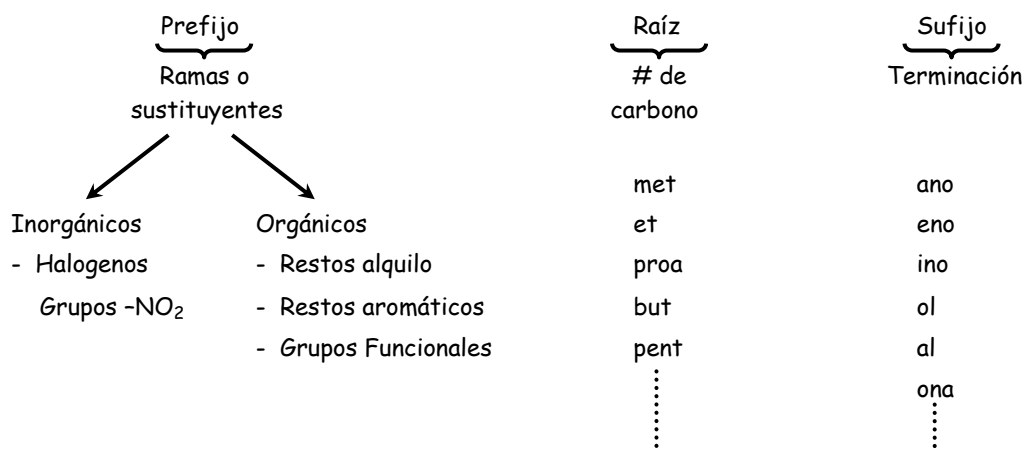 Prefijo
Ramas o
sustituyentes
Inorgánicos
- Halogenos
Grupos –NO₂
Orgánicos
- Restos alquilo
- Restos aromáticos
- Grupos Funcionales
Raíz
# de
carbono
met
et
proa
but
pent
Sufijo
Terminación
ano
eno
ino
ol
al
ona